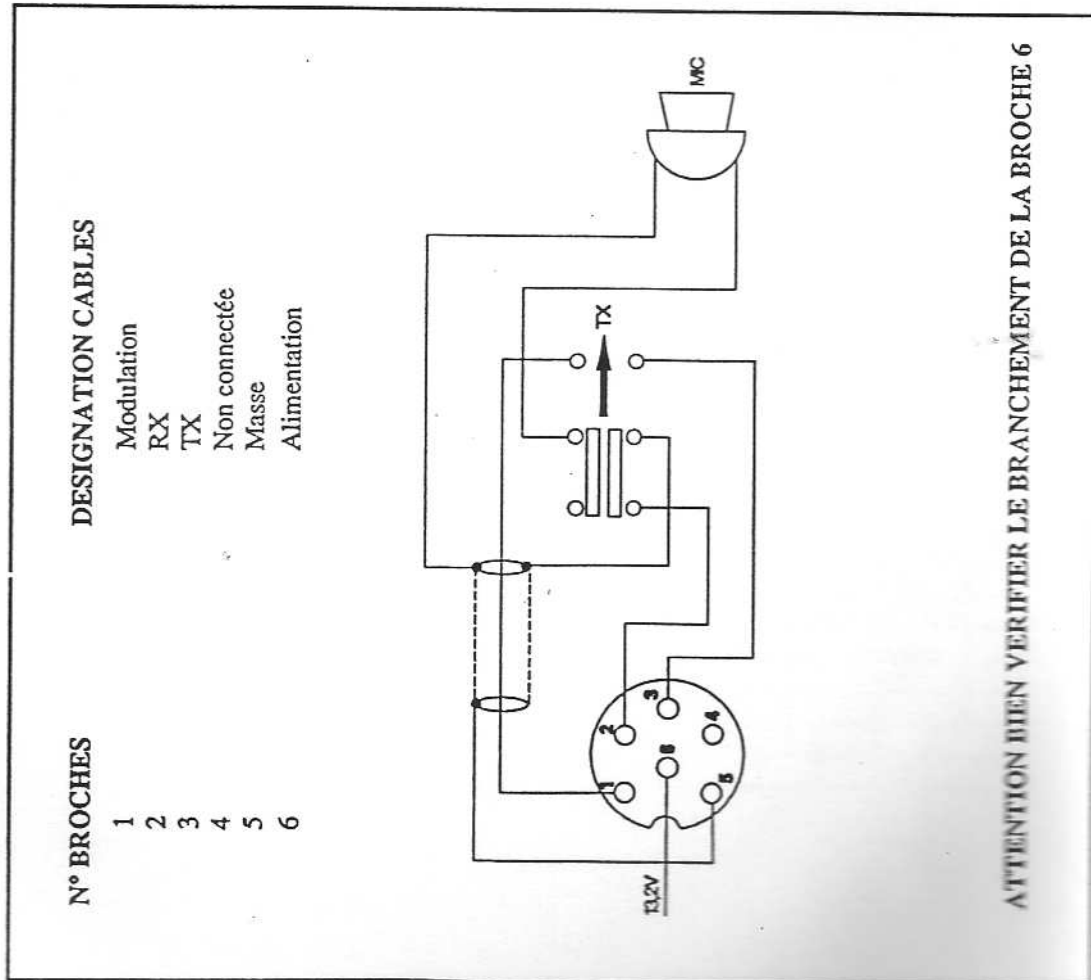 N° BROCHES DESIGNATION CABLES
1 Modulation
2 RX
3 TX
4 Non connectée
5 Masse
6 Alimentation
MIC
TX
1
2
3
4
5
6
13,2V
ATTENTION BIEN VERIFIER LE BRANCHEMENT DE LA BROCHE 6